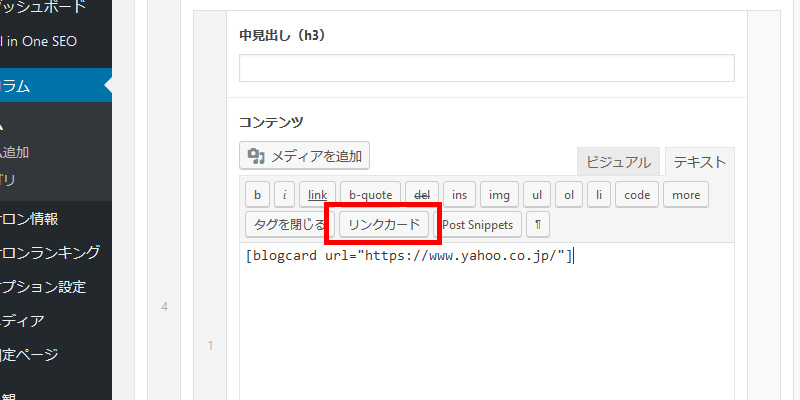 ッシュボード
l in One SEO
ラム
ム
ム追加
ゴリ
ロン情報
ロンランキング
プション設定
ディア
定ページ
観
中見出し（h3）
コンテンツ
メディアを追加
ビジュアル テキスト
b i link b-quote del ins img ul ol li code more
タグを閉じる リンクカード Post Snippets ¶
[blogcard url="https://www.yahoo.co.jp/"]
4
1